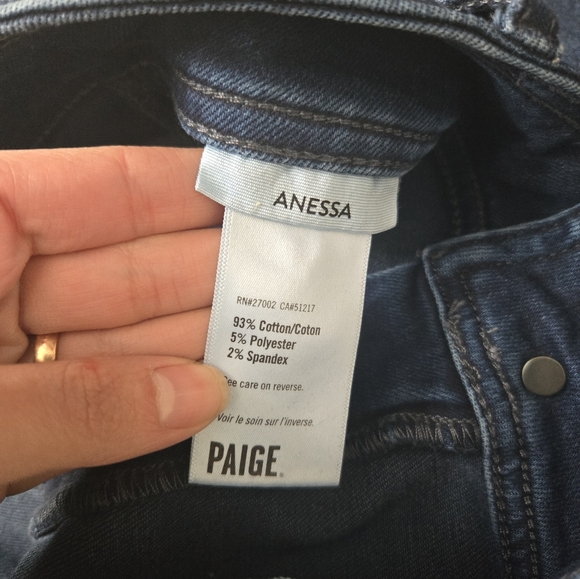 ANESSA
RN#27002 CA#51217
93% Cotton/Coton
5% Polyester
2% Spandex
See care on reverse.
Voir le soin sur l'inverse.
PAIGE.